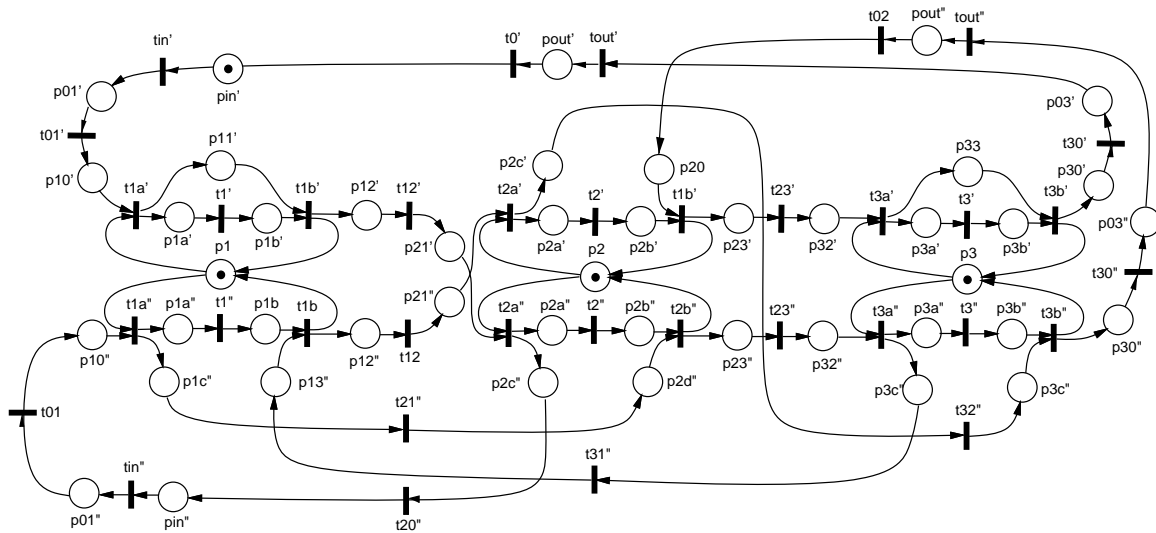 t02 pout" tout"
tin' t0' pout' tout'
pin'
p01' p03'
t01' t30'
p11' p2c' p20 p33 p30'
p10' t1a' t1' t1b' p12' t12' t2a' t2' t1b' t23' t3a' t3' t3b'
p03"
p1a' p1b' p21' p2a' p2b' p23' p32' p3a' p3b'
p1 p2 p3
t30"
t1a" p1a" t1" p1b t1b p21" t2a" p2a" t2" p2b" t2b" t23" t3a" p3a" t3" p3b t3b"
p10" p12" t12 p23" p32" p30"
p1c" p13" p2c" p2d" p3c" p3c"
t01 t21" t32"
t31"
tin"
p01" pin" t20"